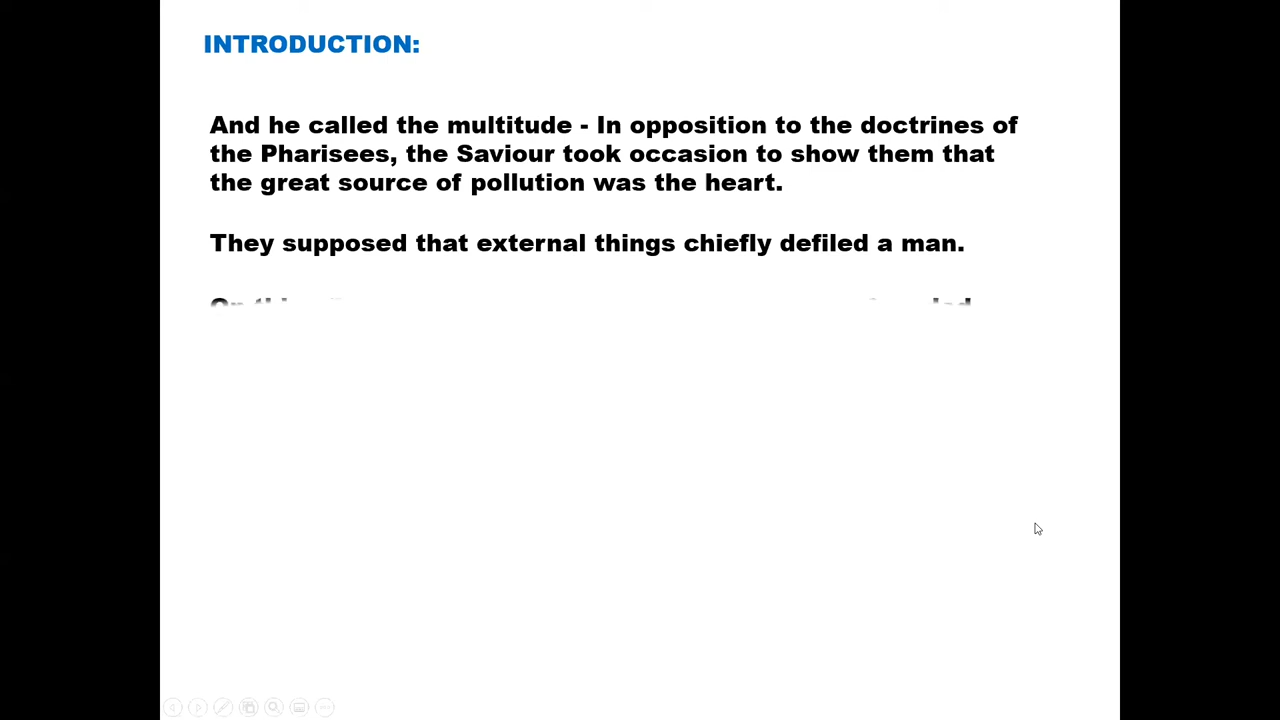 INTRODUCTION:
And he called the multitude - In opposition to the doctrines of
the Pharisees, the Saviour took occasion to show them that
the great source of pollution was the heart.
They supposed that external things chiefly defiled a man.